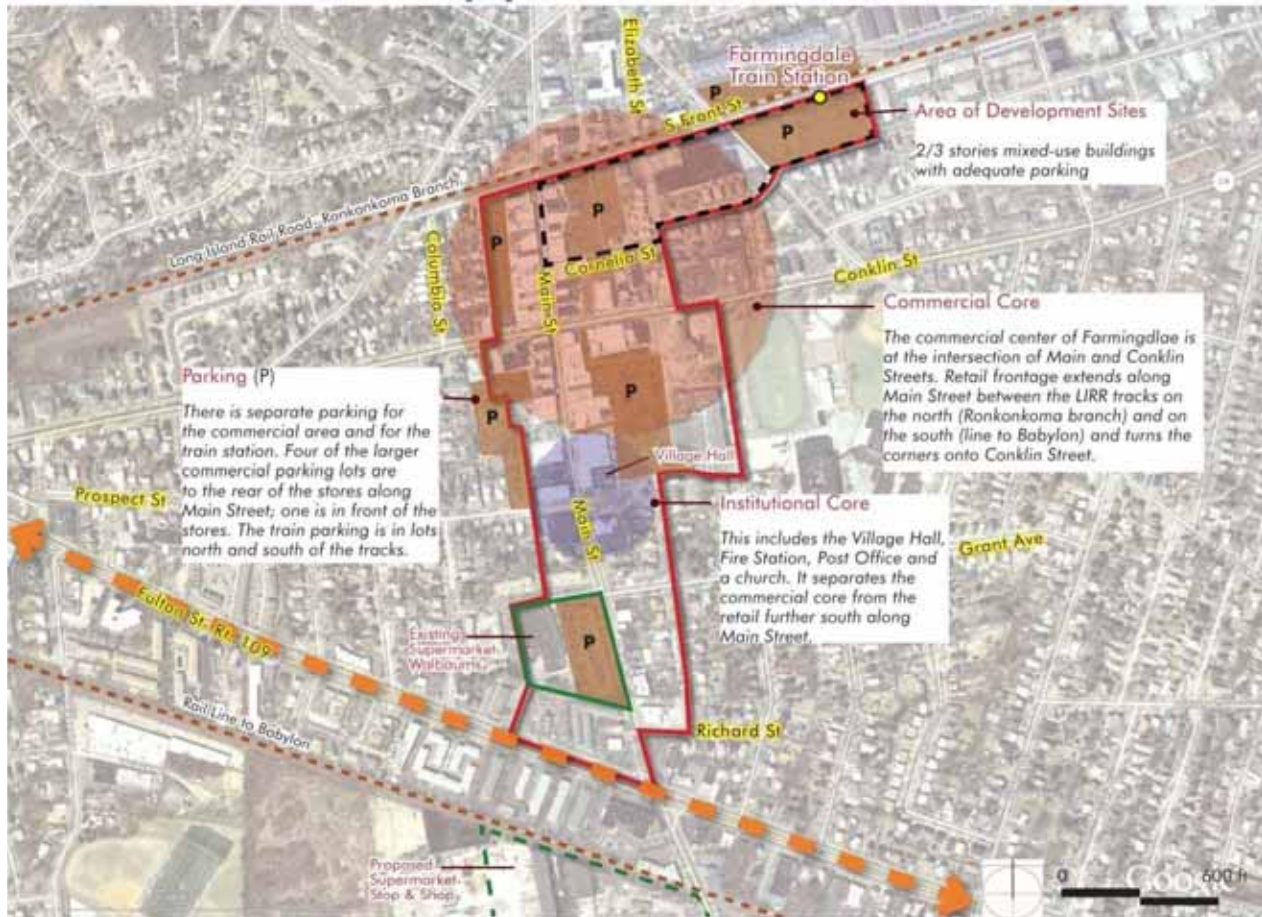 Elizabeth St
Farmingdale
Train Station
P
S Front St
P
Area of Development Sites
2/3 stories mixed-use buildings
with adequate parking
Long Island Rail Road: Ronkonkoma Branch
P
P
Columbia St
Main St
Cornelia St
Conklin St
Commercial Core
The commercial center of Farmingdlae is
at the intersection of Main and Conklin
Streets. Retail frontage extends along
Main Street between the LIRR tracks on
the north (Ronkonkoma branch) and on
the south (line to Babylon) and turns the
corners onto Conklin Street.
Parking (P)
There is separate parking for
the commercial area and for the
train station. Four of the larger
commercial parking lots are
to the rear of the stores along
Main Street; one is in front of the
stores. The train parking is in lots
north and south of the tracks.
P
P
Village Hall
Prospect St
Main St
Institutional Core
This includes the Village Hall,
Fire Station, Post Office and
a church. It separates the
commercial core from the
retail further south along
Main Street.
Grant Ave
Fulton St- Rt- 109
Existing
Supermarket-
Walbaums
P
Richard St
Rail Line to Babylon
Proposed
Supermarket-
Stop & Shop
0
600 ft
Google